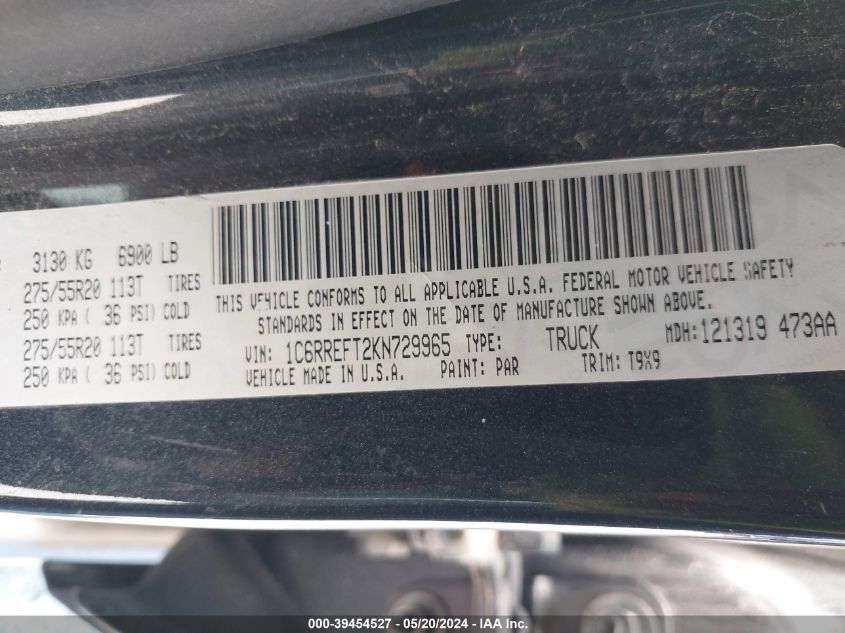 3130 KG 6900 LB
275/55R20 113T TIRES
250 KPA ( 36 PSI) COLD
275/55R20 113T TIRES
250 KPA ( 36 PSI) COLD
THIS VEHICLE CONFORMS TO ALL APPLICABLE U.S.A. FEDERAL MOTOR VEHICLE SAFETY
STANDARDS IN EFFECT ON THE DATE OF MANUFACTURE SHOWN ABOVE.
VIN: 1C6RREFT2KN729965 TYPE: TRUCK MDH: 121319 473AA
VEHICLE MADE IN U.S.A. PAINT: PAR TRIM: T9X9
000-39454527 | 05/20/2024 - IAA Inc.